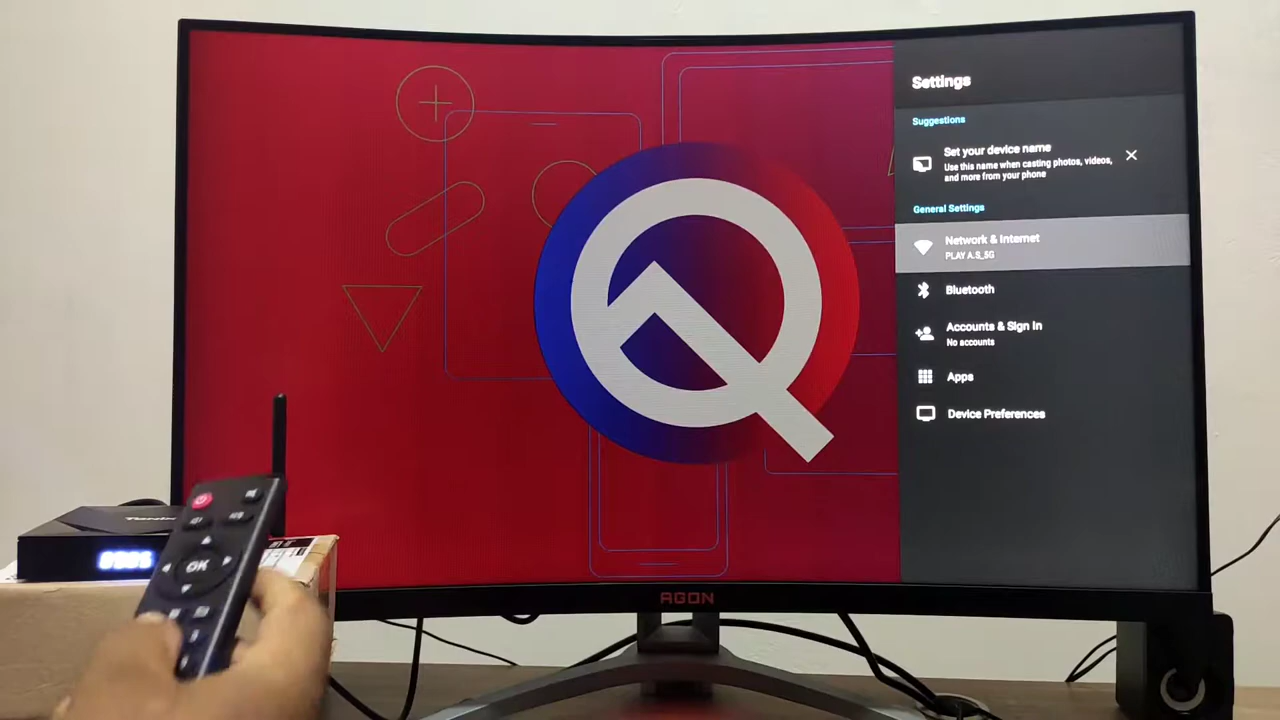 Settings
Suggestions
Set your device name
Use this name when casting photos, videos,
and more from your phone
General Settings
Network & Internet
PLAY A.S_5G
Bluetooth
Accounts & Sign In
No accounts
Apps
Device Preferences
OK
AGON